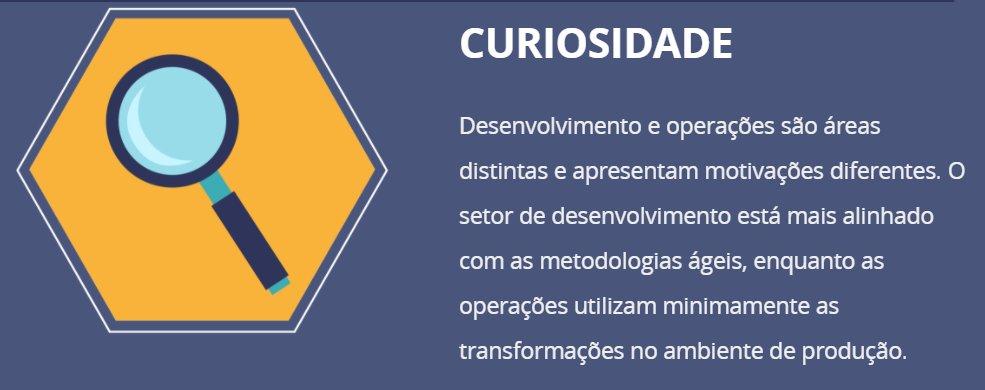 CURIOSIDADE
Desenvolvimento e operações são áreas
distintas e apresentam motivações diferentes. O
setor de desenvolvimento está mais alinhado
com as metodologias ágeis, enquanto as
operações utilizam minimamente as
transformações no ambiente de produção.